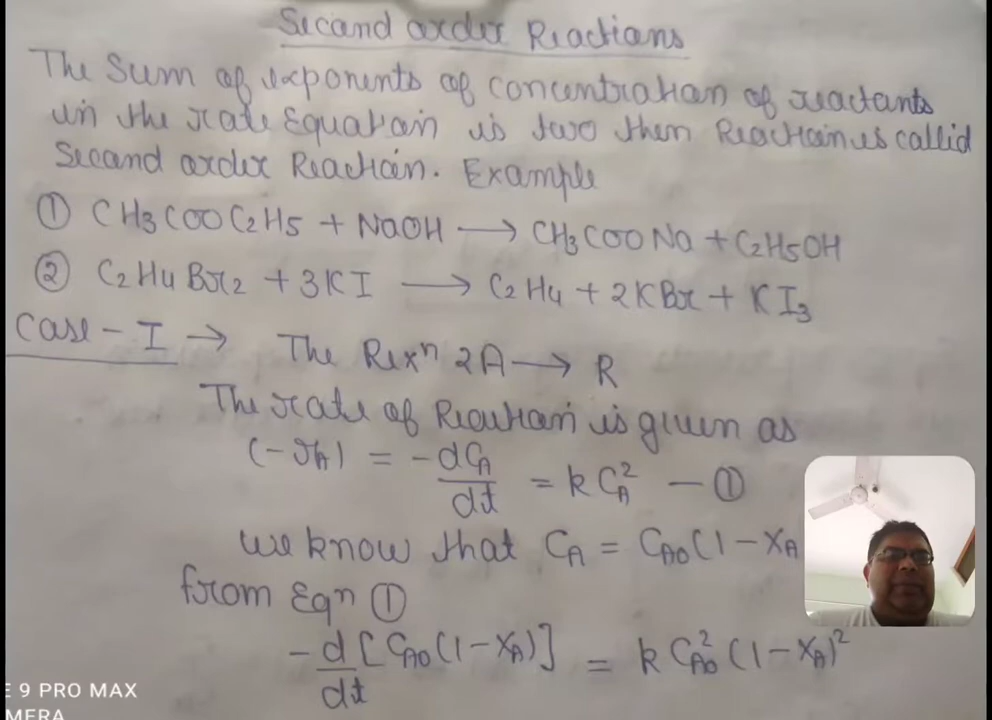 Second order Reactions
The Sum of exponents of concentration of reactants
in the rate Equation is two then Reaction is called
Second order Reaction. Example
① CH3COOC2H5 + NaOH → CH3COONa + C2H5OH
② C2H4Br2 + 3KI → C2H4 + 2KBr + KI3
Case - I → The Rexⁿ 2A → R
The rate of Reaction is given as
(-rA) = -dCA/dt = k CA² — ①
we know that CA = CA0(1-XA
from Eqⁿ ①
-d/dt [CA0(1-XA)] = k CA0² (1-XA)²
E 9 PRO MAX
MERA